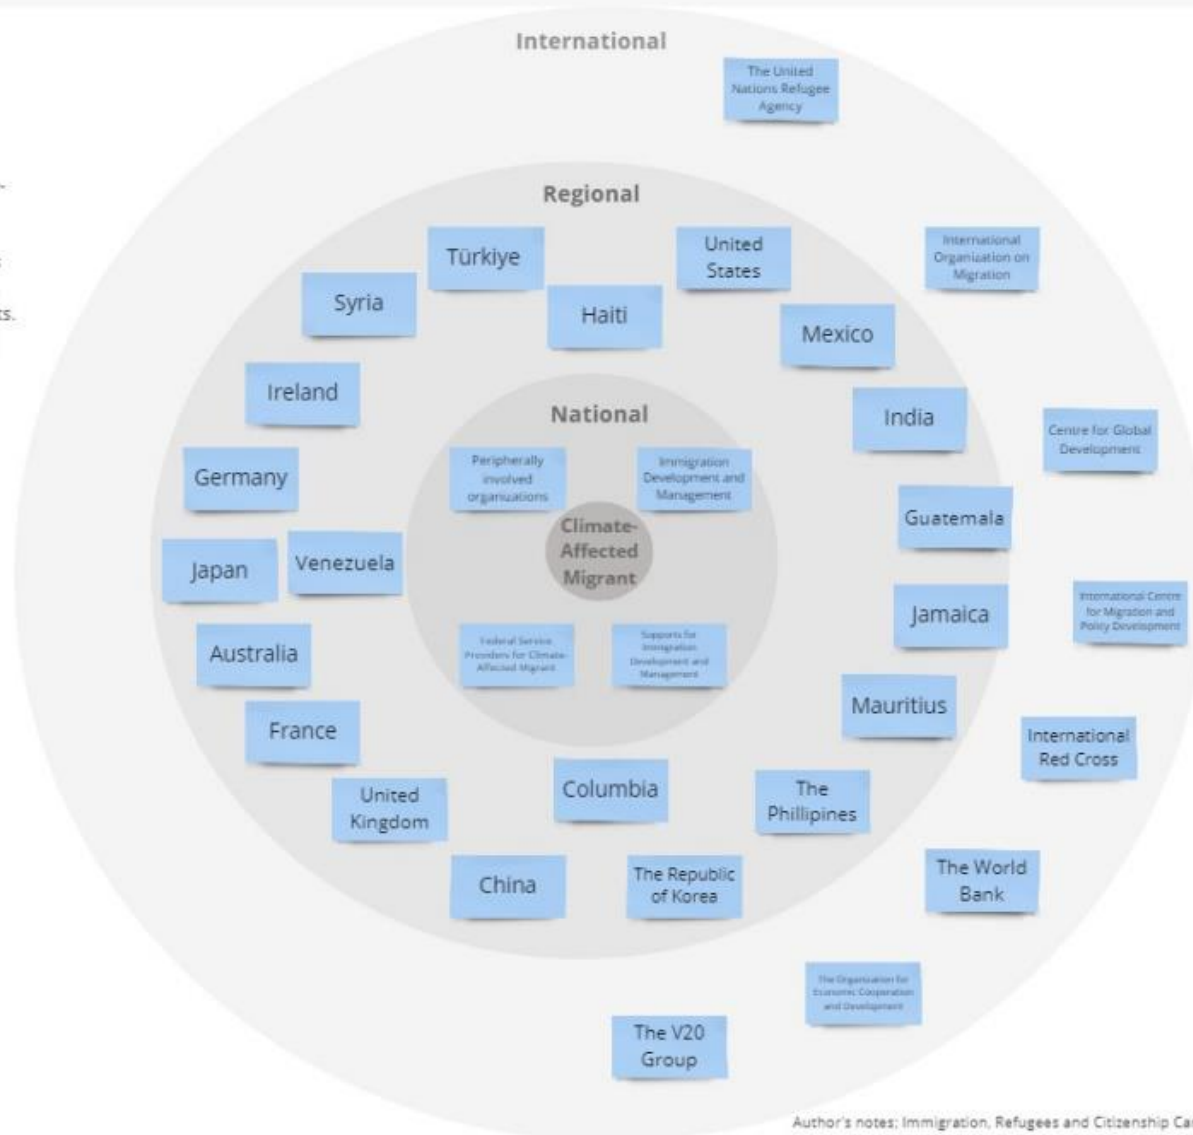 International
The United
Nations Refugee
Agency
Regional
Türkiye
United
States
International
Organization on
Migration
Syria
Haiti
Mexico
ts.
Ireland
National
India
Centre for Global
Development
Germany
Peripherally
involved
organizations
Immigration
Development and
Management
Guatemala
Climate-
Affected
Migrant
Japan
Venezuela
Jamaica
International Centre
for Migration and
Policy Development
Australia
Federal Service
Providers for Climate-
Affected Migrant
Supports for
Immigration
Development and
Management
Mauritius
France
International
Red Cross
United
Kingdom
Columbia
The
Phillipines
China
The Republic
of Korea
The World
Bank
The Organization for
Economic Cooperation
and Development
The V20
Group
Author's notes; Immigration, Refugees and Citizenship Ca